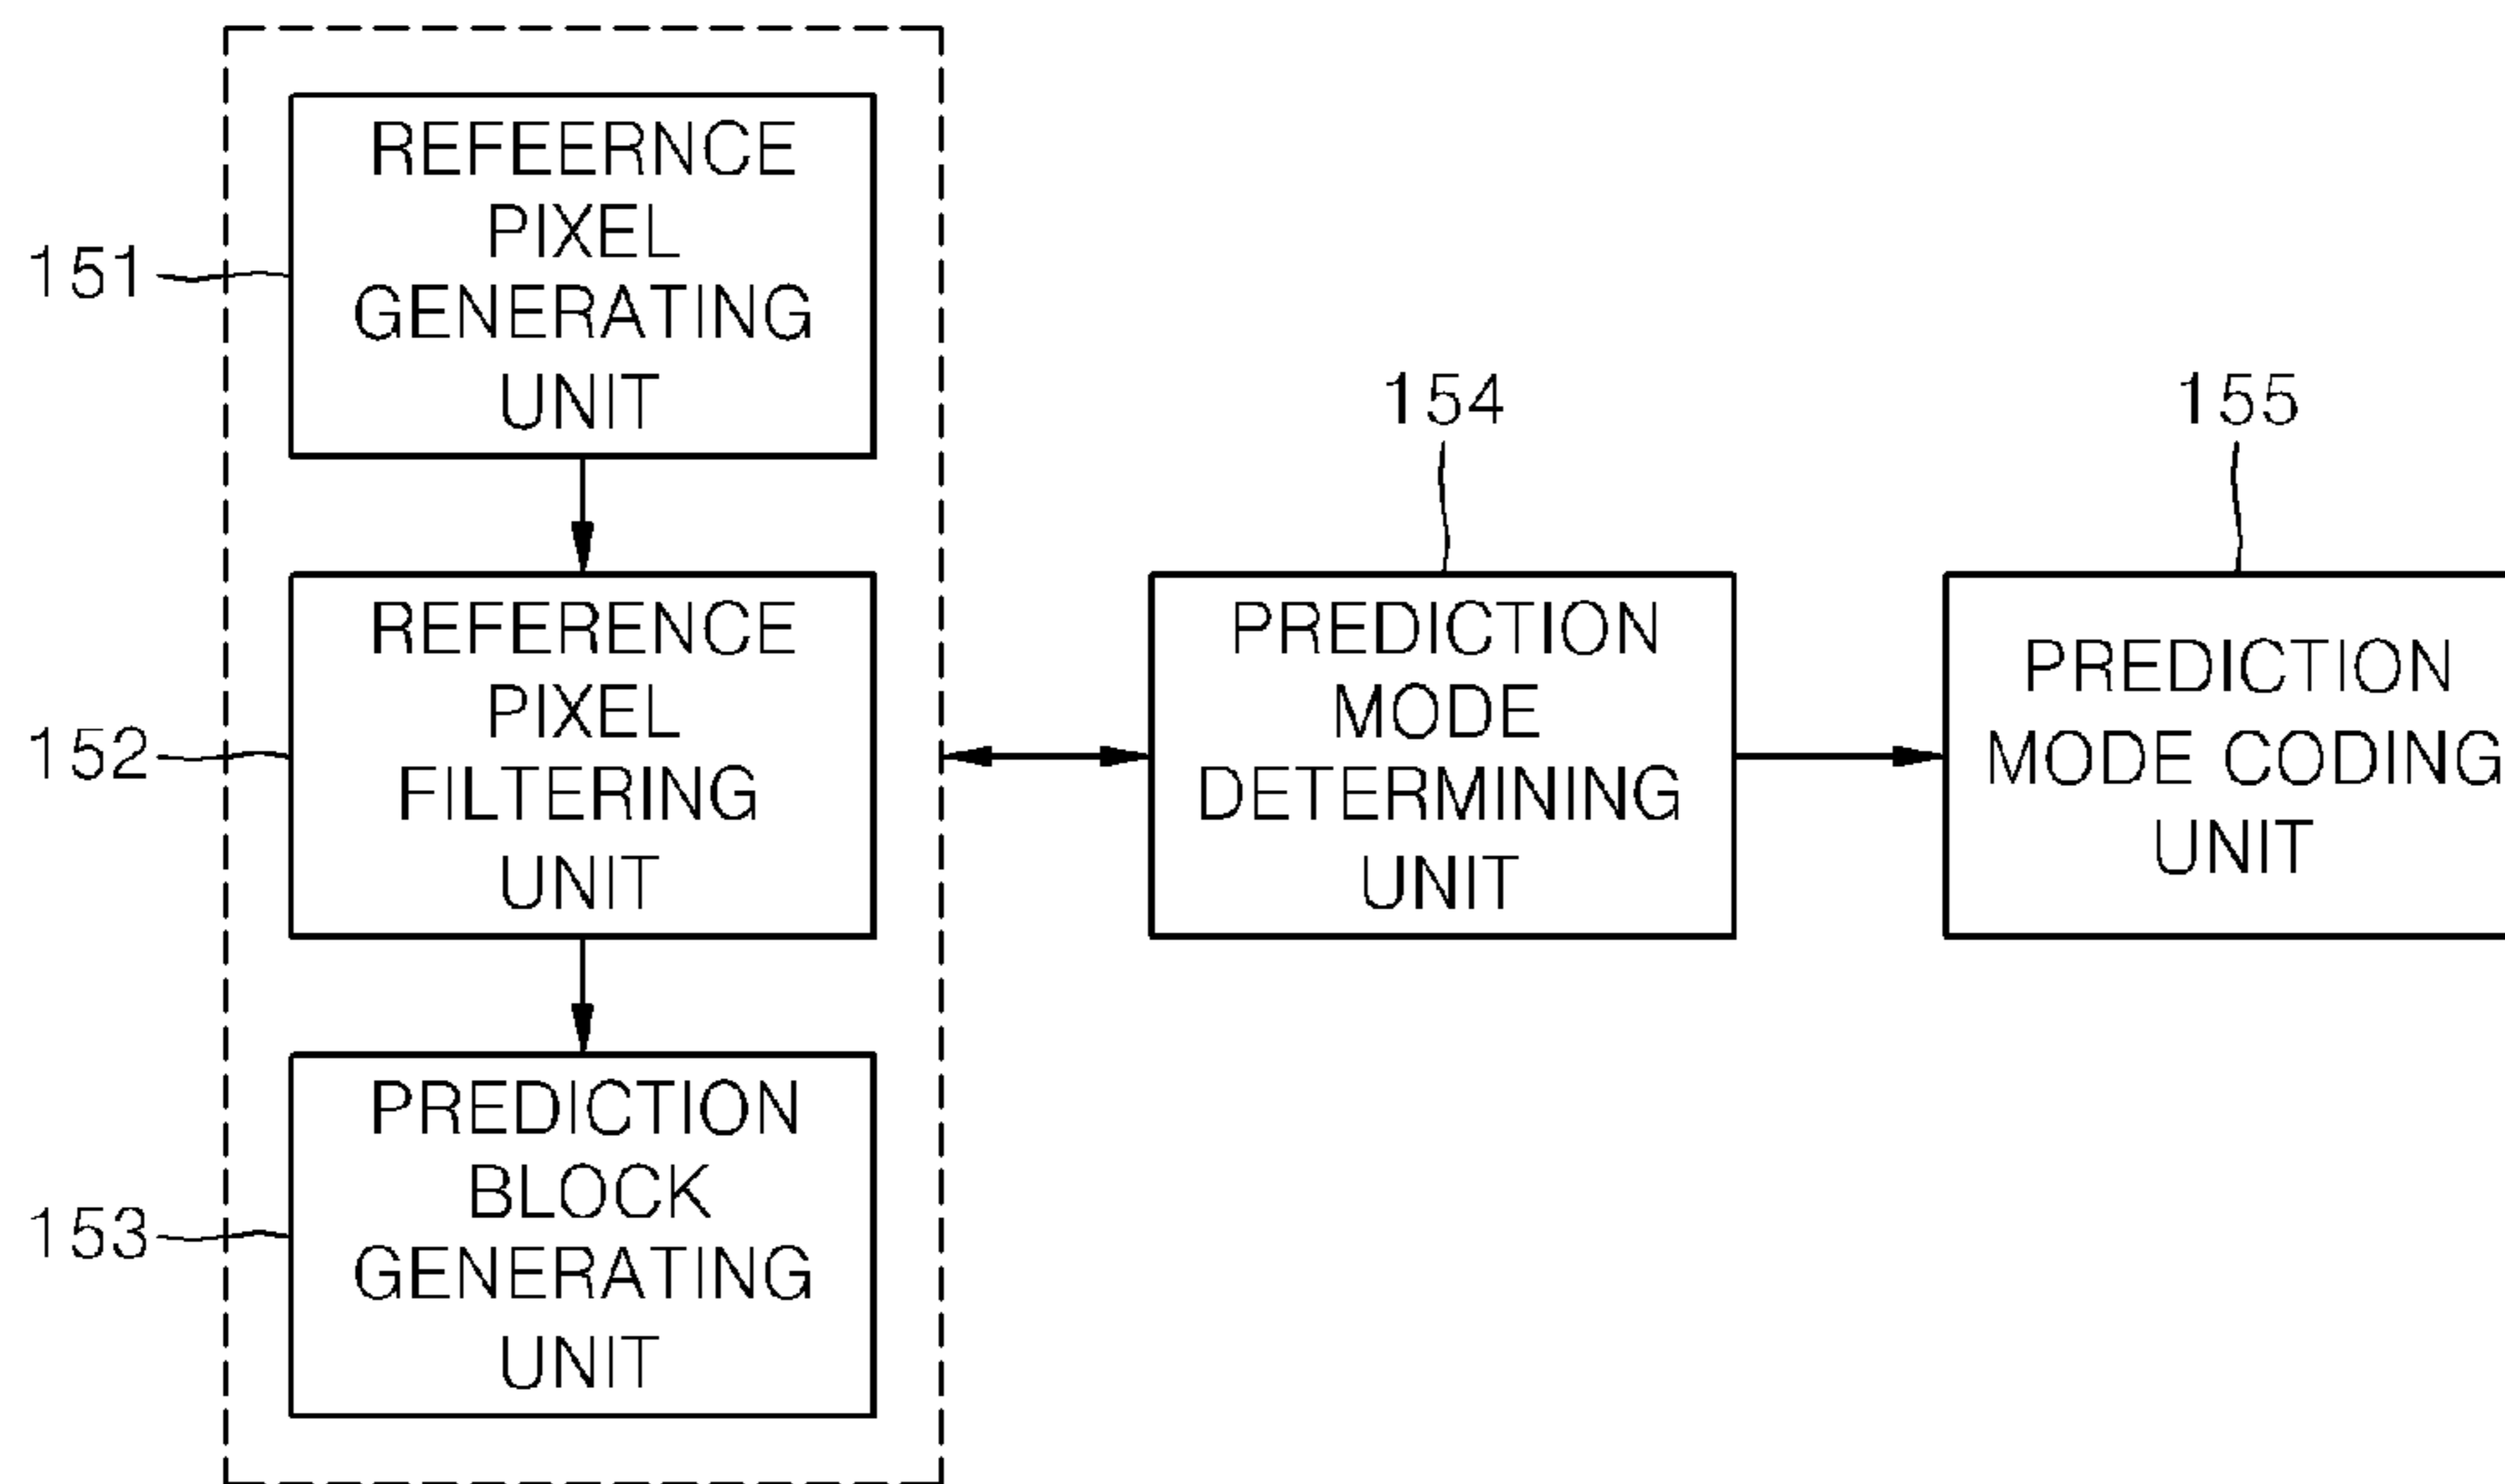 REFEERNCE
PIXEL
GENERATING
UNIT
151
REFERENCE
PIXEL
FILTERING
UNIT
152
PREDICTION
BLOCK
GENERATING
UNIT
153
154
PREDICTION
MODE
DETERMINING
UNIT
155
PREDICTION
MODE CODING
UNIT